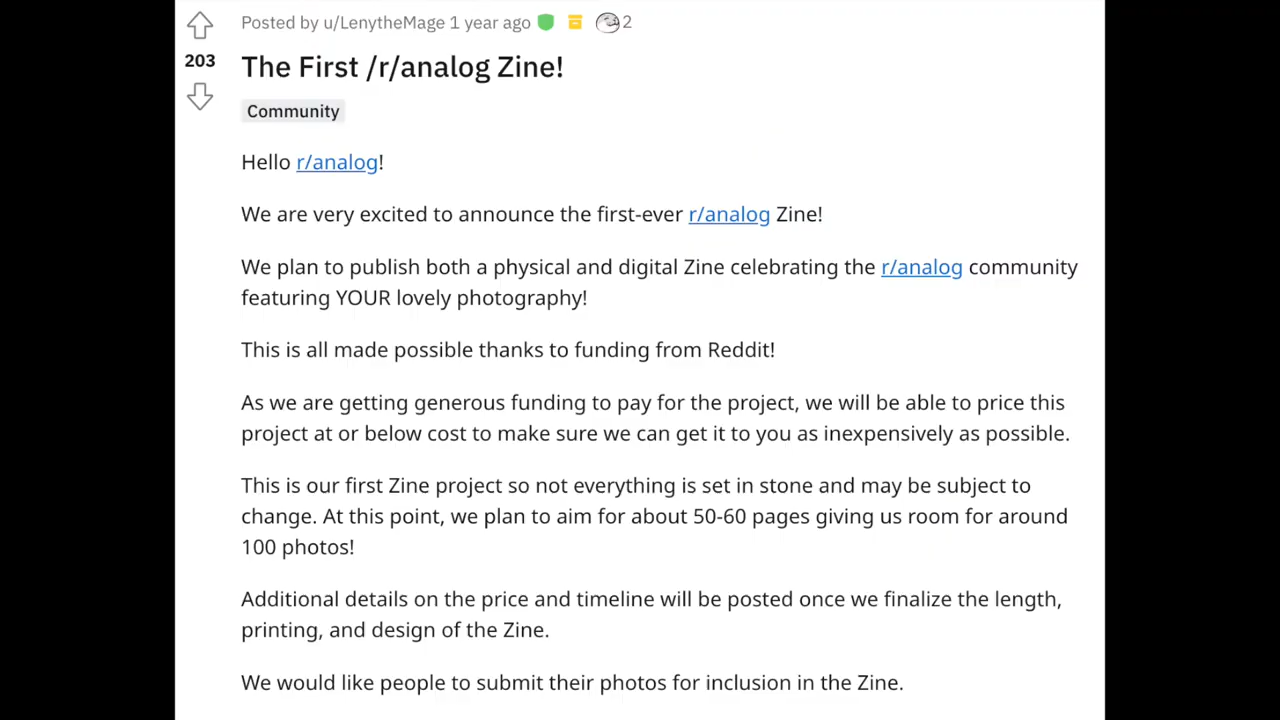 Posted by u/LenytheMage 1 year ago 2
203
The First /r/analog Zine!
Community
Hello r/analog!
We are very excited to announce the first-ever r/analog Zine!
We plan to publish both a physical and digital Zine celebrating the r/analog community
featuring YOUR lovely photography!
This is all made possible thanks to funding from Reddit!
As we are getting generous funding to pay for the project, we will be able to price this
project at or below cost to make sure we can get it to you as inexpensively as possible.
This is our first Zine project so not everything is set in stone and may be subject to
change. At this point, we plan to aim for about 50-60 pages giving us room for around
100 photos!
Additional details on the price and timeline will be posted once we finalize the length,
printing, and design of the Zine.
We would like people to submit their photos for inclusion in the Zine.